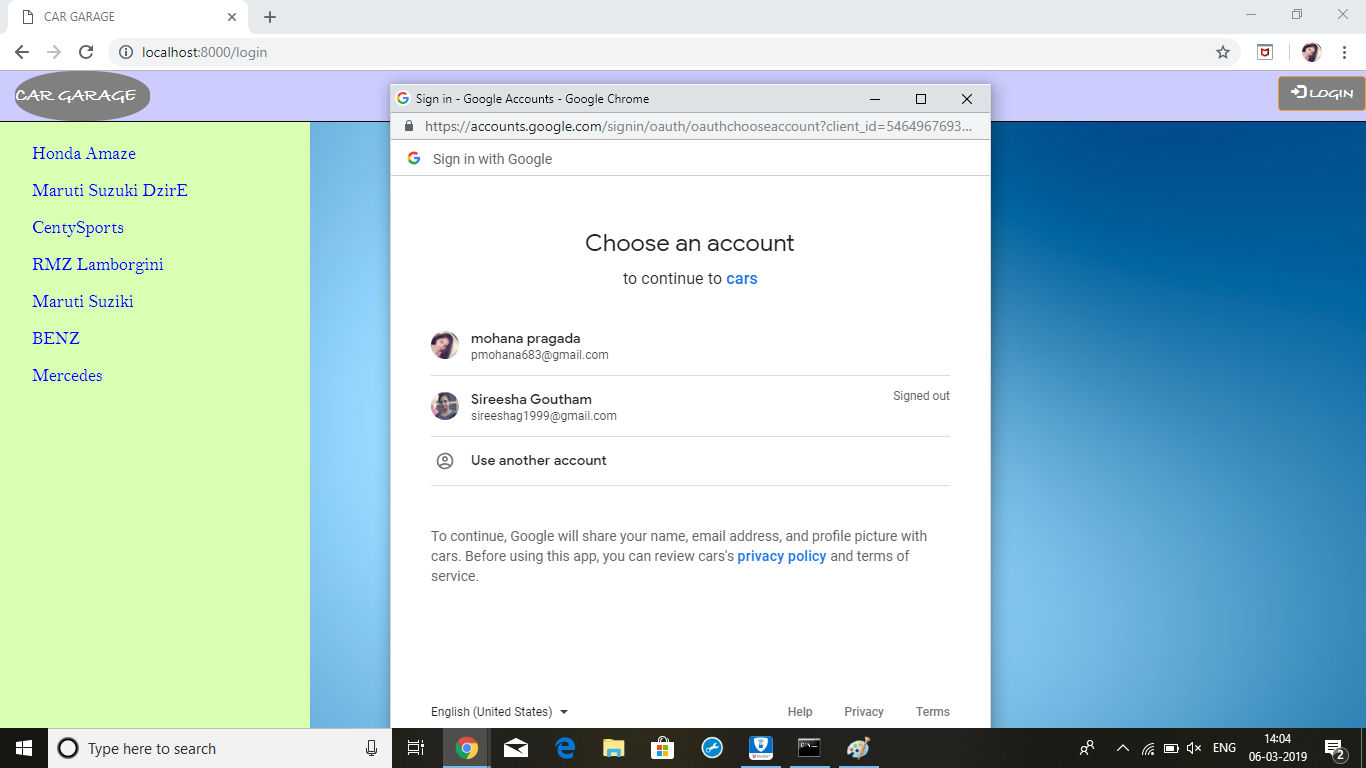 CAR GARAGE
localhost:8000/login
CAR GARAGE
LOGIN
Honda Amaze
Maruti Suzuki DzirE
CentySports
RMZ Lamborgini
Maruti Suziki
BENZ
Mercedes
Sign in - Google Accounts - Google Chrome
https://accounts.google.com/signin/oauth/oauthchooseaccount?client_id=5464967693...
Sign in with Google
Choose an account
to continue to cars
mohana pragada
pmohana683@gmail.com
Sireesha Goutham
Signed out
sireeshag1999@gmail.com
Use another account
To continue, Google will share your name, email address, and profile picture with
cars. Before using this app, you can review cars's privacy policy and terms of
service.
English (United States)
Help Privacy Terms
Type here to search
ENG
14:04
06-03-2019
2